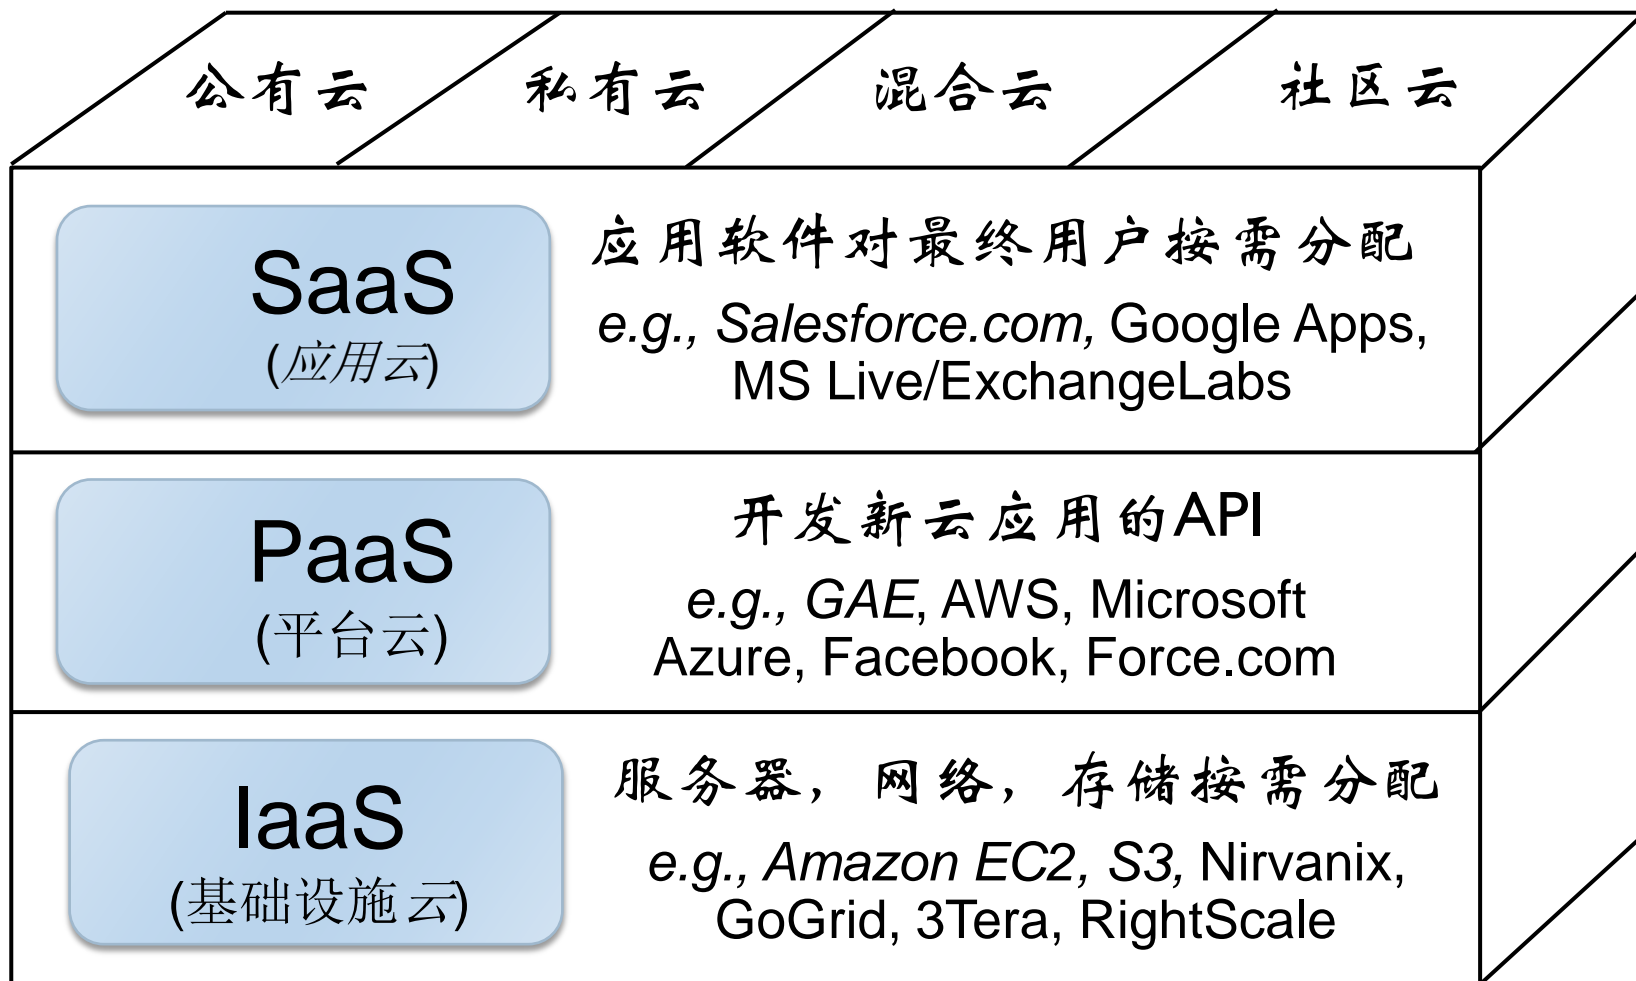 公有云 私有云 混合云 社区云
SaaS
(应用云)
应用软件对最终用户按需分配
e.g., Salesforce.com, Google Apps,
MS Live/ExchangeLabs
PaaS
(平台云)
开发新云应用的API
e.g., GAE, AWS, Microsoft
Azure, Facebook, Force.com
IaaS
(基础设施云)
服务器，网络，存储按需分配
e.g., Amazon EC2, S3, Nirvanix,
GoGrid, 3Tera, RightScale